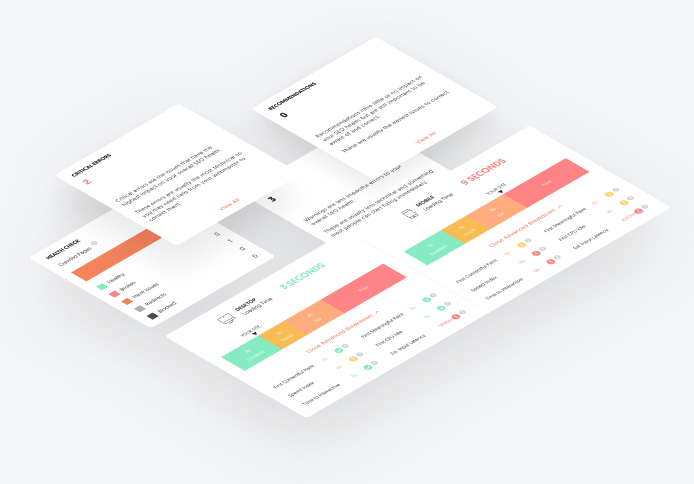 RECOMMENDATIONS
0
Recommendations have little or no impact on
your SEO health but are still important to be
aware of and correct.
These are usually the easiest issues to correct.
View All
CRITICAL ERRORS
2
Critical errors are the issues that have the
highest impact on your overall SEO health.
These errors are usually the most technical so
you may need help from your webmaster to
correct them.
View All
3
Warnings are less impactful errors to your
overall SEO health.
These are usually less technical and something
most people can start fixing immediately.
HEALTH CHECK
Crawled Pages
Healthy
0
Broken
1
Have Issues
Redirects
0
Blocked
0
DESKTOP
Loading Time
3 SECONDS
YOUR SITE
Close Advanced Breakdown
First Contentful Paint
First Meaningful Paint
Speed Index
First CPU Idle
Time to Interactive
Est. Input Latency
MOBILE
Loading Time
9 SECONDS
YOUR SITE
Poor
Close Advanced Breakdown
First Contentful Paint
First Meaningful Paint
Speed Index
First CPU Idle
Time to Interactive
Est. Input Latency